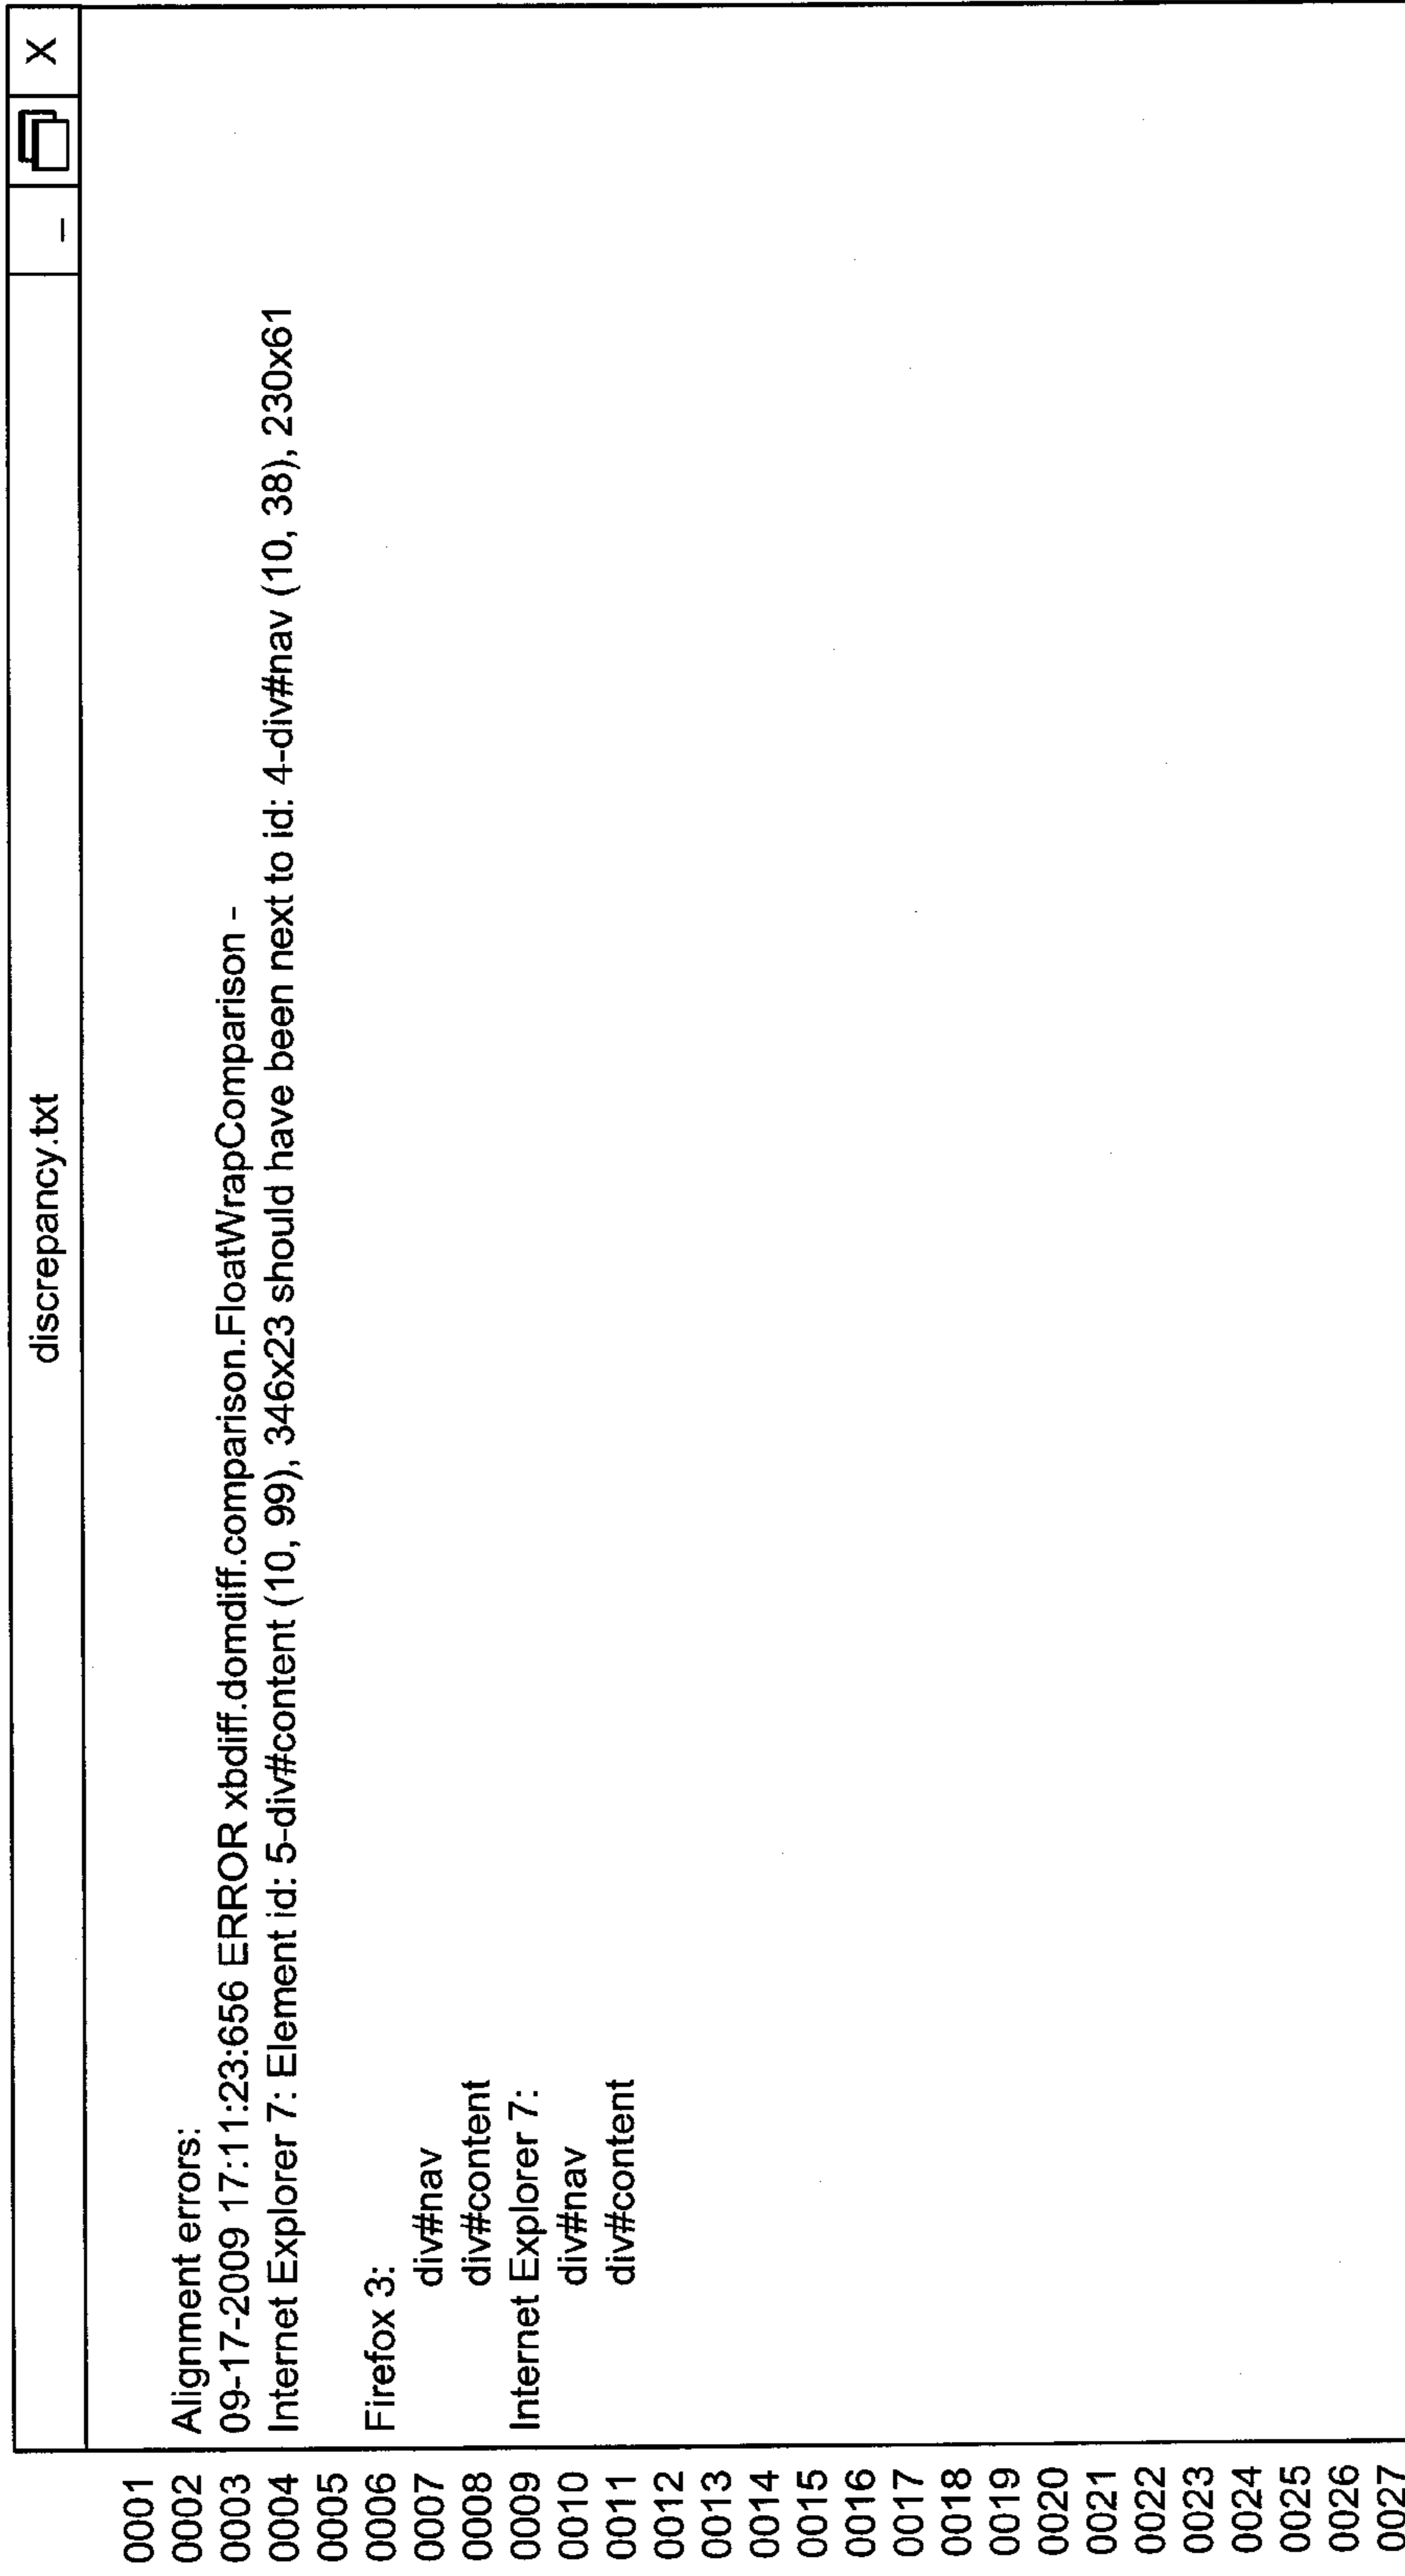 discrepancy.txt
– X
0001
0002 Alignment errors:
0003 09-17-2009 17:11:23:656 ERROR xbdiff.domdiff.comparison.FloatWrapComparison -
0004 Internet Explorer 7: Element id: 5-div#content (10, 99), 346x23 should have been next to id: 4-div#nav (10, 38), 230x61
0005
0006 Firefox 3:
0007 div#nav
0008 div#content
0009 Internet Explorer 7:
0010 div#nav
0011 div#content
0012
0013
0014
0015
0016
0017
0018
0019
0020
0021
0022
0023
0024
0025
0026
0027